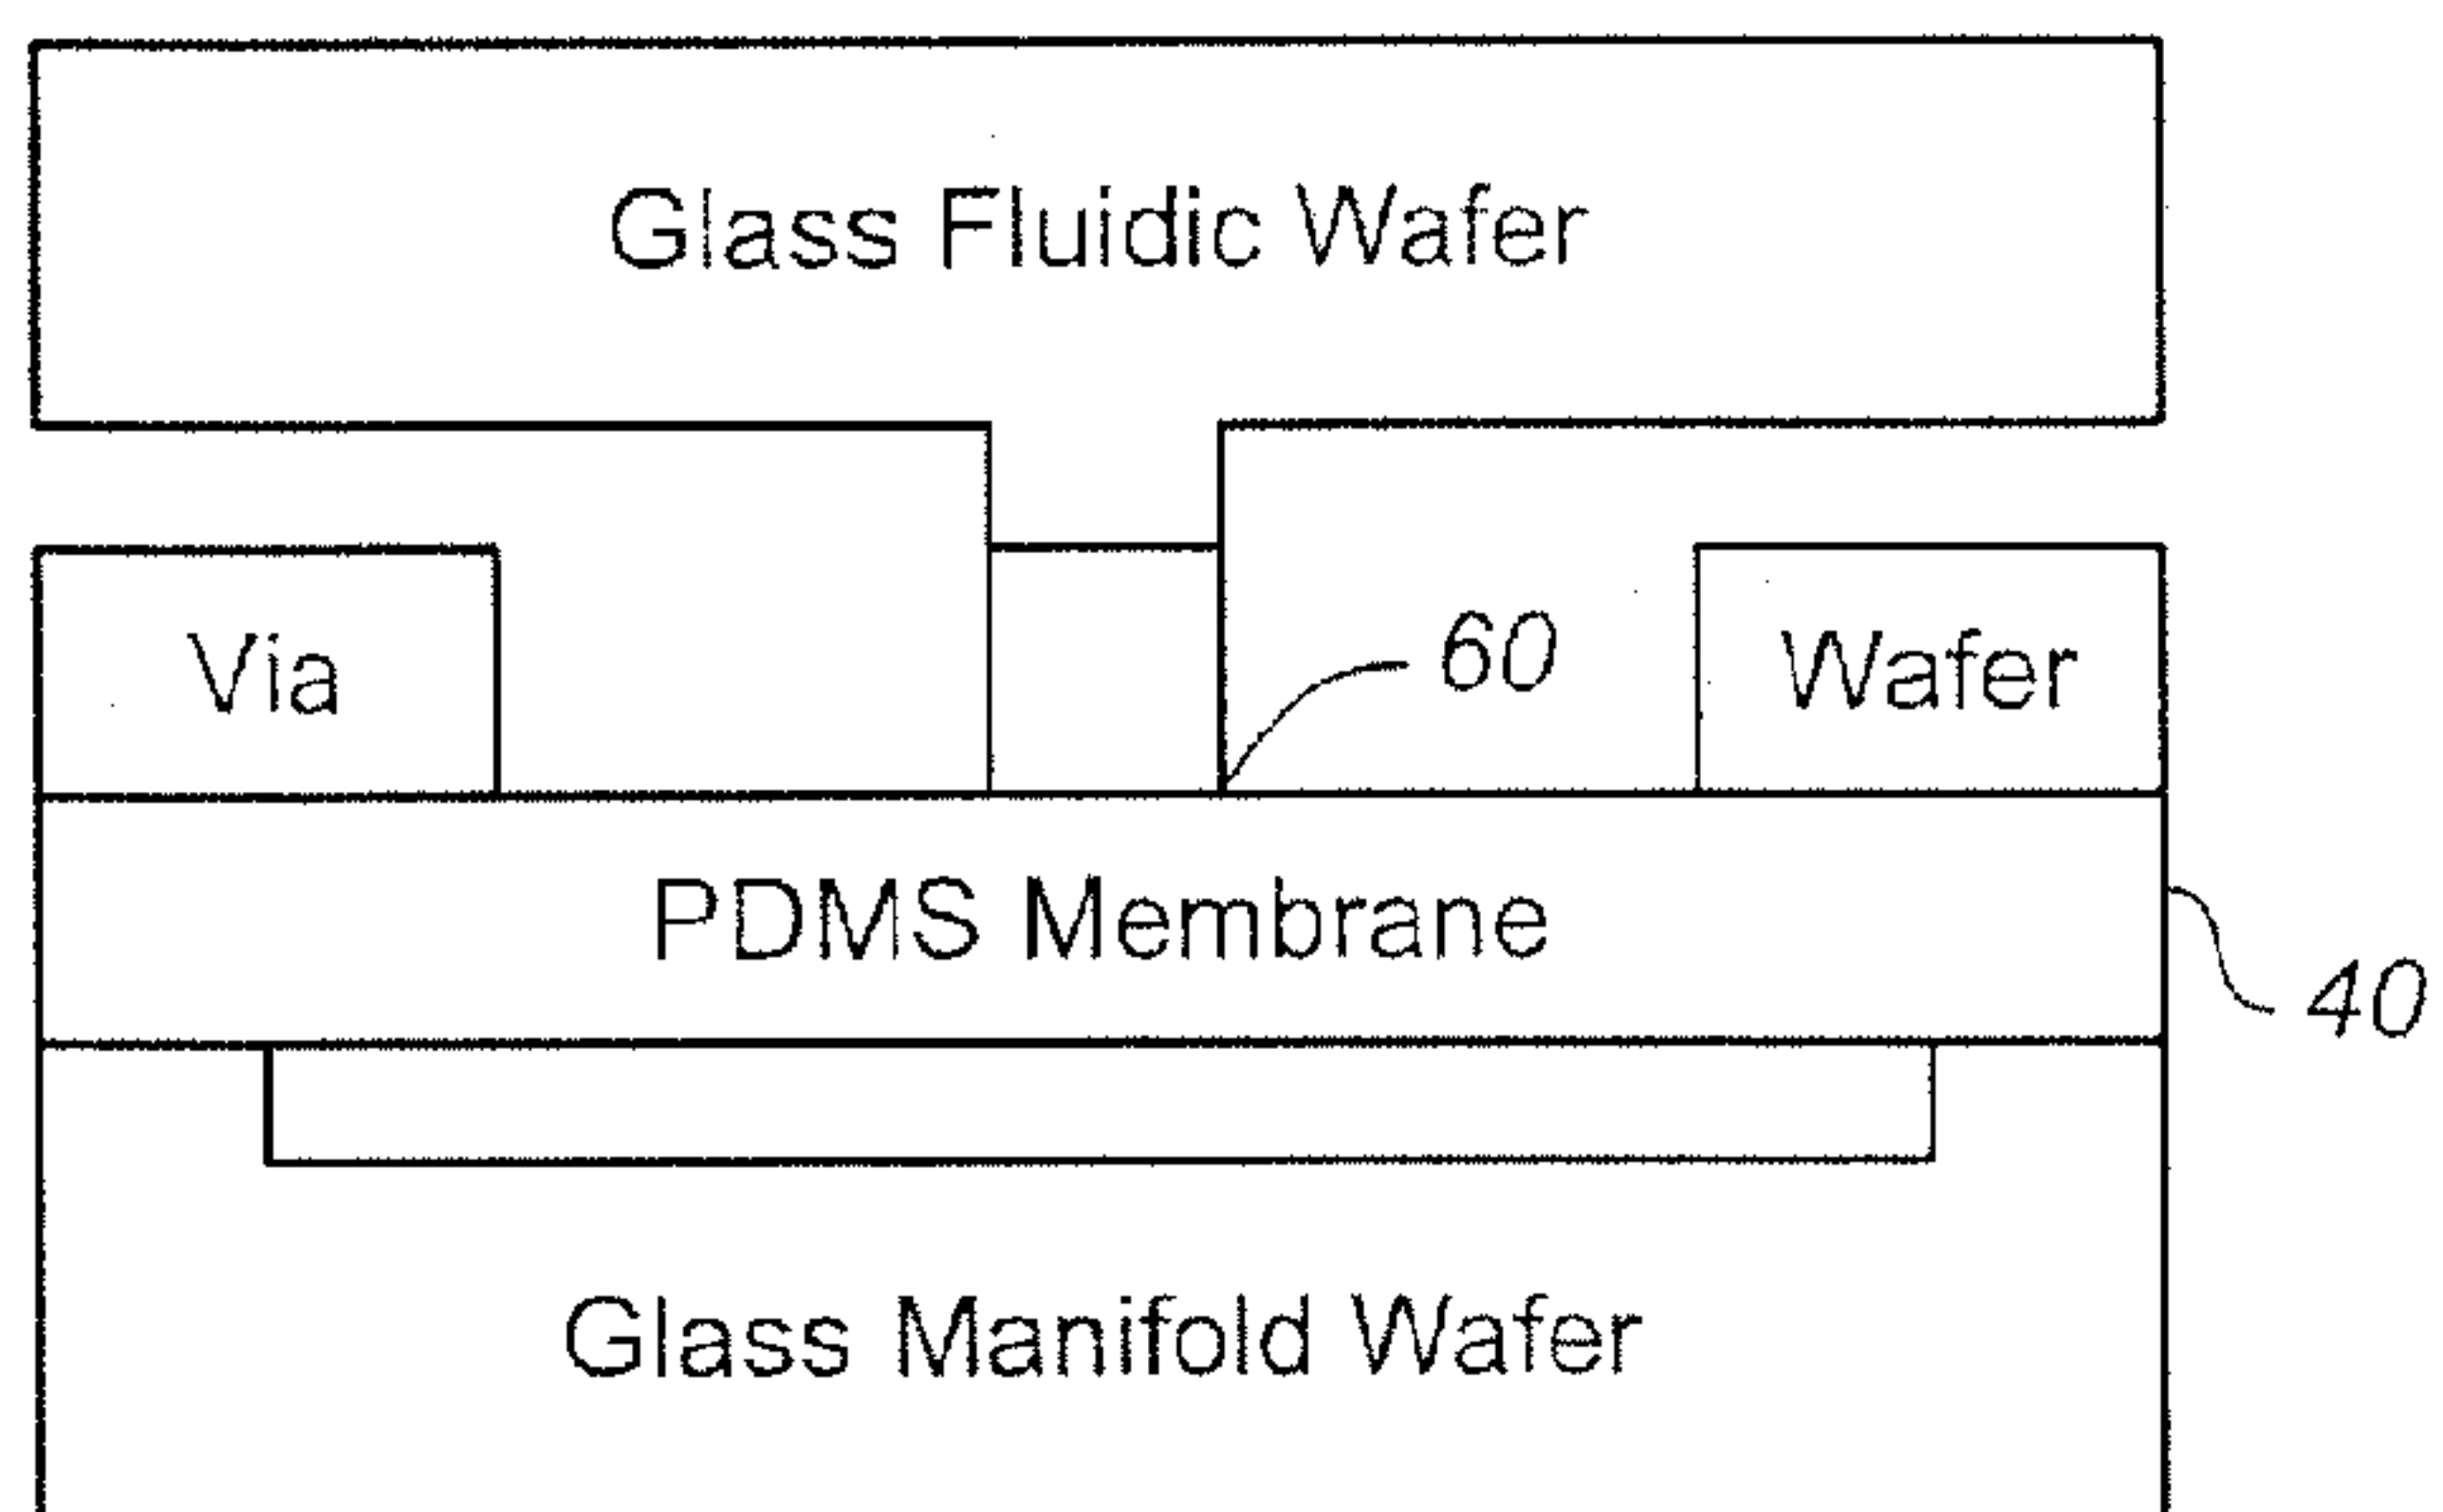 Glass Fluidic Wafer
Via
60
Wafer
PDMS Membrane
40
Glass Manifold Wafer